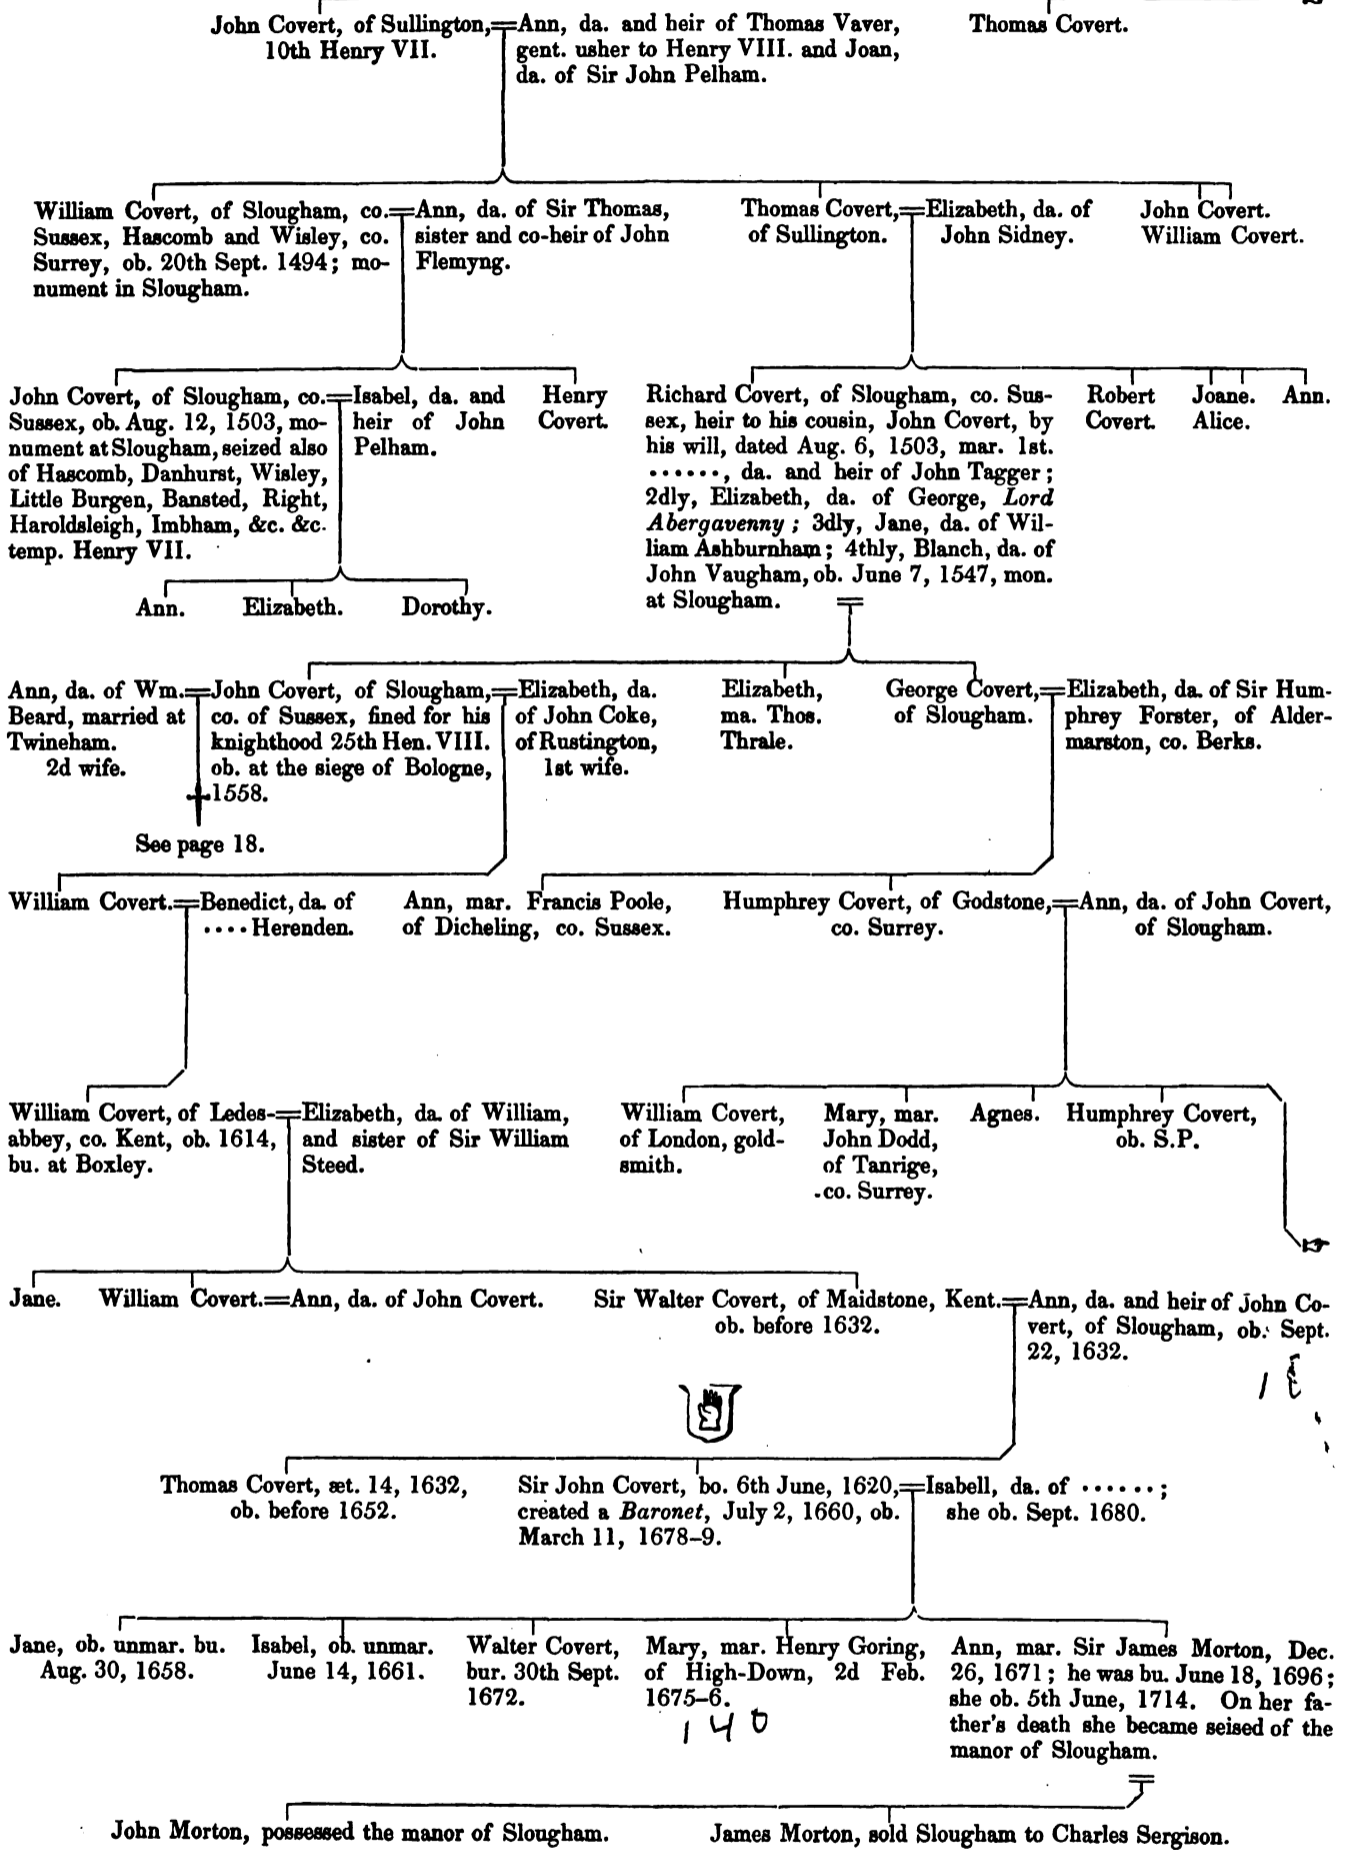 John Covert, of Sullington,
10th Henry VII.
Ann, da. and heir of Thomas Vaver,
gent. usher to Henry VIII. and Joan,
da. of Sir John Pelham.
Thomas Covert.
William Covert, of Slougham, co.
Sussex, Hascomb and Wisley, co.
Surrey, ob. 20th Sept. 1494; mo-
nument in Slougham.
Ann, da. of Sir Thomas,
sister and co-heir of John
Flemyng.
Thomas Covert,
of Sullington.
Elizabeth, da. of
John Sidney.
John Covert.
William Covert.
John Covert, of Slougham, co.
Sussex, ob. Aug. 12, 1503, mo-
nument at Slougham, seized also
of Hascomb, Danhurst, Wisley,
Little Burgen, Bansted, Right,
Haroldsleigh, Imbham, &c. &c.
temp. Henry VII.
Isabel, da. and
heir of John
Pelham.
Henry
Covert.
Richard Covert, of Slougham, co. Sus-
sex, heir to his cousin, John Covert, by
his will, dated Aug. 6, 1503, mar. 1st.
······, da. and heir of John Tagger;
2dly, Elizabeth, da. of George, Lord
Abergavenny; 3dly, Jane, da. of Wil-
liam Ashburnham; 4thly, Blanch, da. of
John Vaugham, ob. June 7, 1547, mon.
at Slougham.
Robert
Covert.
Joane.
Alice.
Ann.
Ann.
Elizabeth.
Dorothy.
Ann, da. of Wm.
Beard, married at
Twineham.
2d wife.
John Covert, of Slougham,
co. of Sussex, fined for his
knighthood 25th Hen. VIII.
ob. at the siege of Bologne,
1558.
Elizabeth, da.
of John Coke,
of Rustington,
1st wife.
Elizabeth,
ma. Thos.
Thrale.
George Covert,
of Slougham.
Elizabeth, da. of Sir Hum-
phrey Forster, of Alder-
marston, co. Berks.
See page 18.
William Covert.
Benedict, da. of
···· Herenden.
Ann, mar. Francis Poole,
of Dicheling, co. Sussex.
Humphrey Covert, of Godstone,
co. Surrey.
Ann, da. of John Covert,
of Slougham.
William Covert, of Ledes-
abbey, co. Kent, ob. 1614,
bu. at Boxley.
Elizabeth, da. of William,
and sister of Sir William
Steed.
William Covert,
of London, gold-
smith.
Mary, mar.
John Dodd,
of Tanrige,
co. Surrey.
Agnes.
Humphrey Covert,
ob. S.P.
Jane.
William Covert.
Ann, da. of John Covert.
Sir Walter Covert, of Maidstone, Kent.
ob. before 1632.
Ann, da. and heir of John Co-
vert, of Slougham, ob. Sept.
22, 1632.
Thomas Covert, æt. 14, 1632,
ob. before 1652.
Sir John Covert, bo. 6th June, 1620,
created a Baronet, July 2, 1660, ob.
March 11, 1678-9.
Isabell, da. of ······;
she ob. Sept. 1680.
Jane, ob. unmar. bu.
Aug. 30, 1658.
Isabel, ob. unmar.
June 14, 1661.
Walter Covert,
bur. 30th Sept.
1672.
Mary, mar. Henry Goring,
of High-Down, 2d Feb.
1675-6.
140
Ann, mar. Sir James Morton, Dec.
26, 1671; he was bu. June 18, 1696;
she ob. 5th June, 1714. On her fa-
ther's death she became seised of the
manor of Slougham.
John Morton, possessed the manor of Slougham.
James Morton, sold Slougham to Charles Sergison.